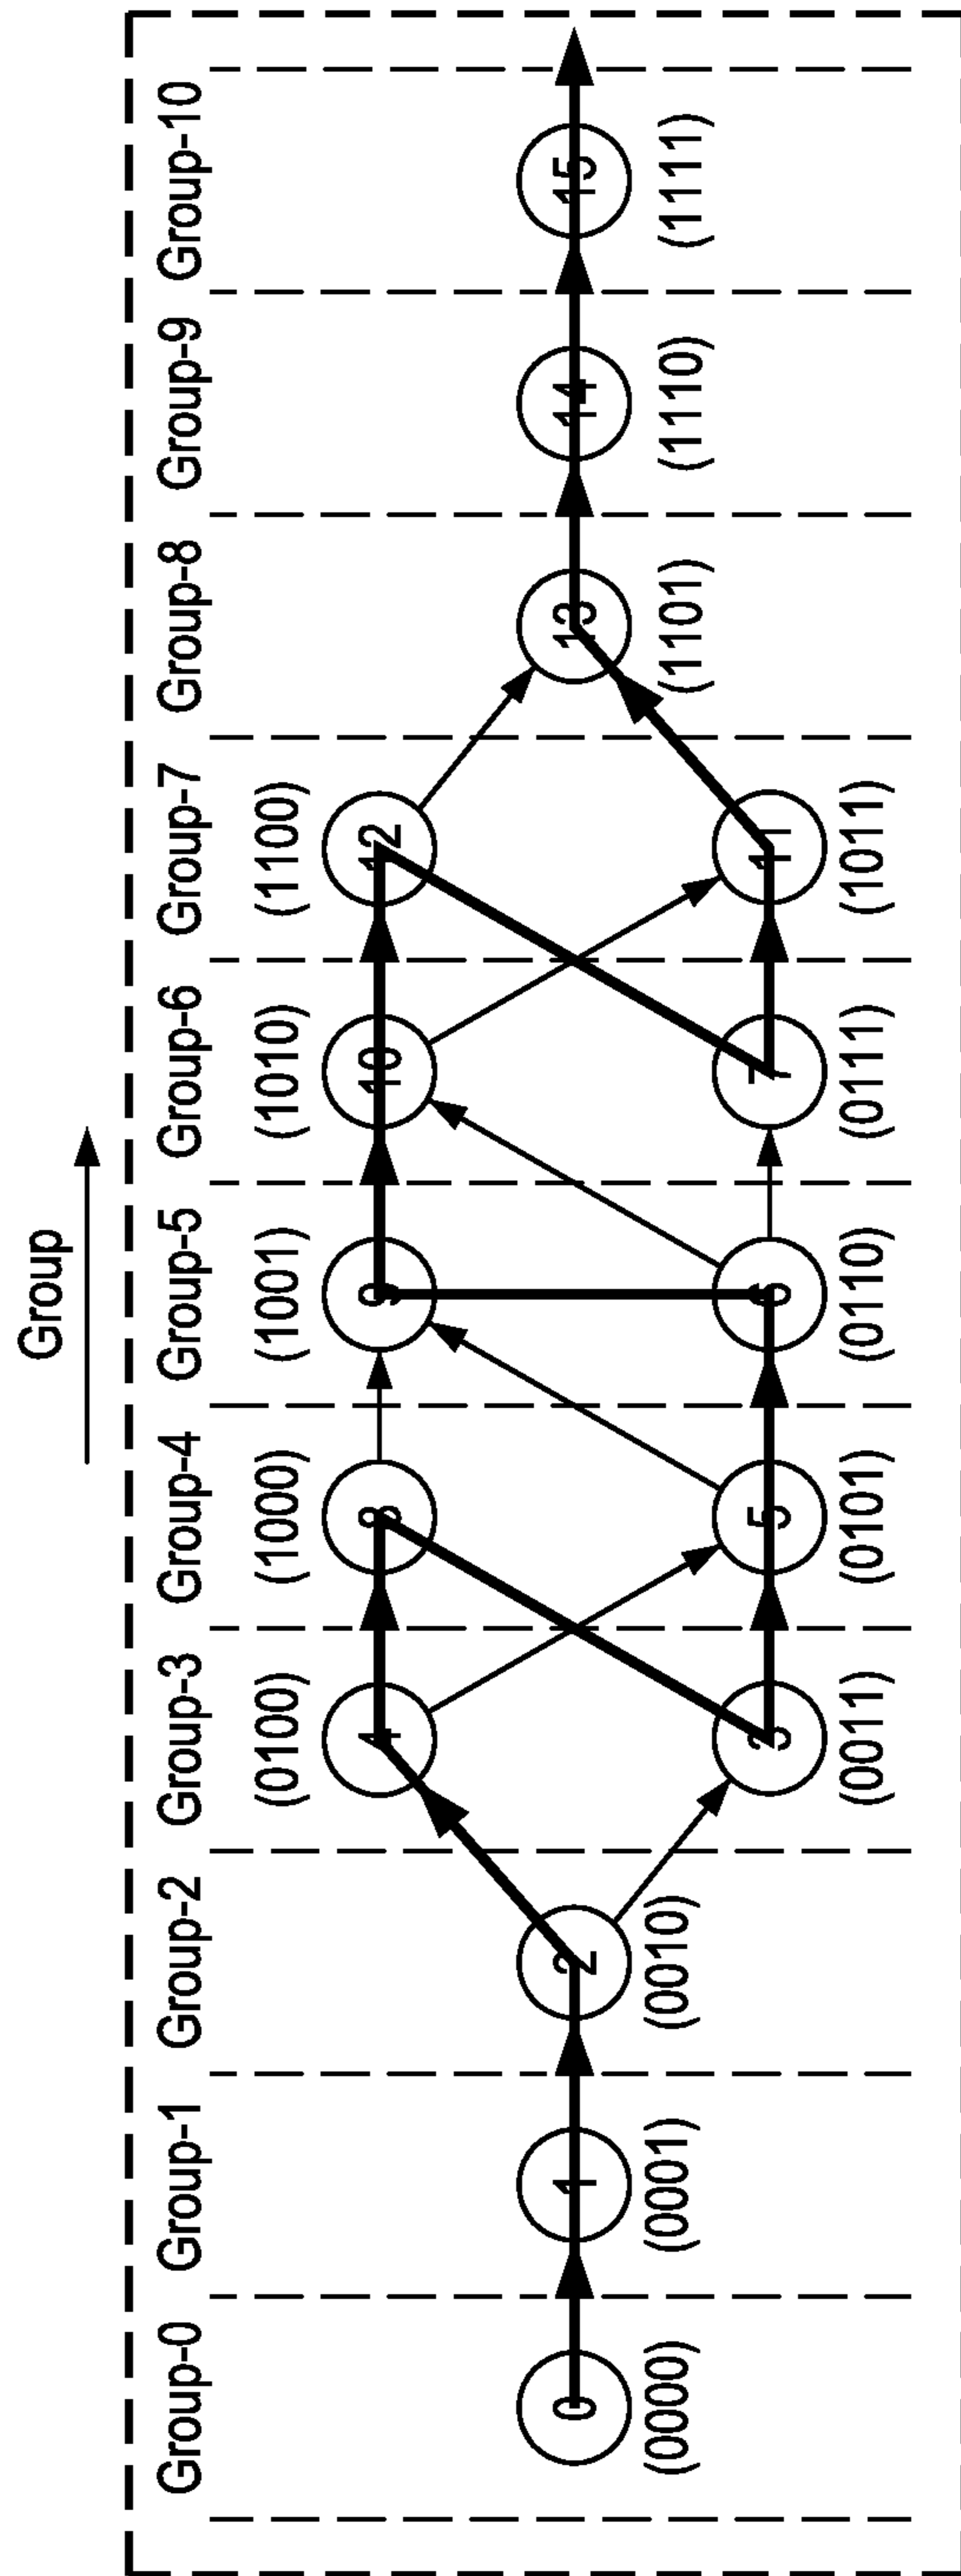 Group
Group-0 Group-1 Group-2 Group-3 Group-4 Group-5 Group-6 Group-7 Group-8 Group-9 Group-10
(0100) (1000) (1001) (1010) (1100)
4 8 9 10 12
0 1 2 13 14 15
(0000) (0001) (0010) (1101) (1110) (1111)
3 5 6 7 11
(0011) (0101) (0110) (0111) (1011)